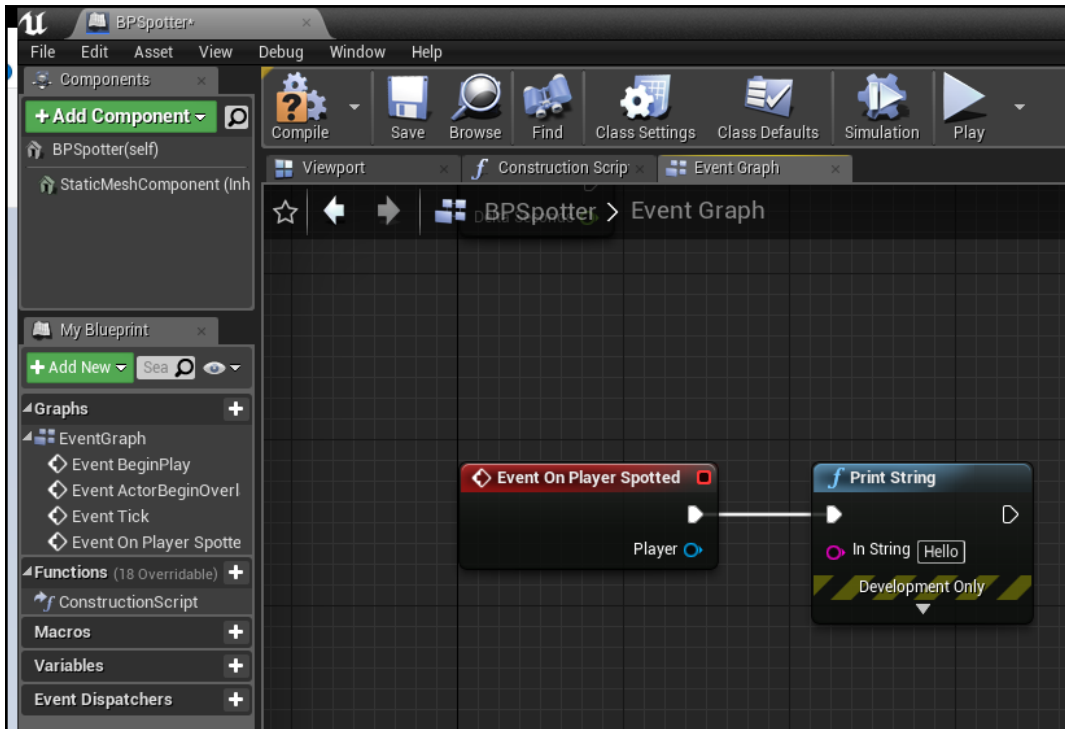 BPSpotter*
File Edit Asset View Debug Window Help
Components
+Add Component
BPSpotter(self)
StaticMeshComponent (Inh
Compile Save Browse Find Class Settings Class Defaults Simulation Play
Viewport Construction Scrip Event Graph
BPSpotter > Event Graph
My Blueprint
+Add New Sea
Graphs
EventGraph
Event BeginPlay
Event ActorBeginOverl
Event Tick
Event On Player Spotte
Functions (18 Overridable)
ConstructionScript
Macros
Variables
Event Dispatchers
Event On Player Spotted
Player
Print String
In String Hello
Development Only